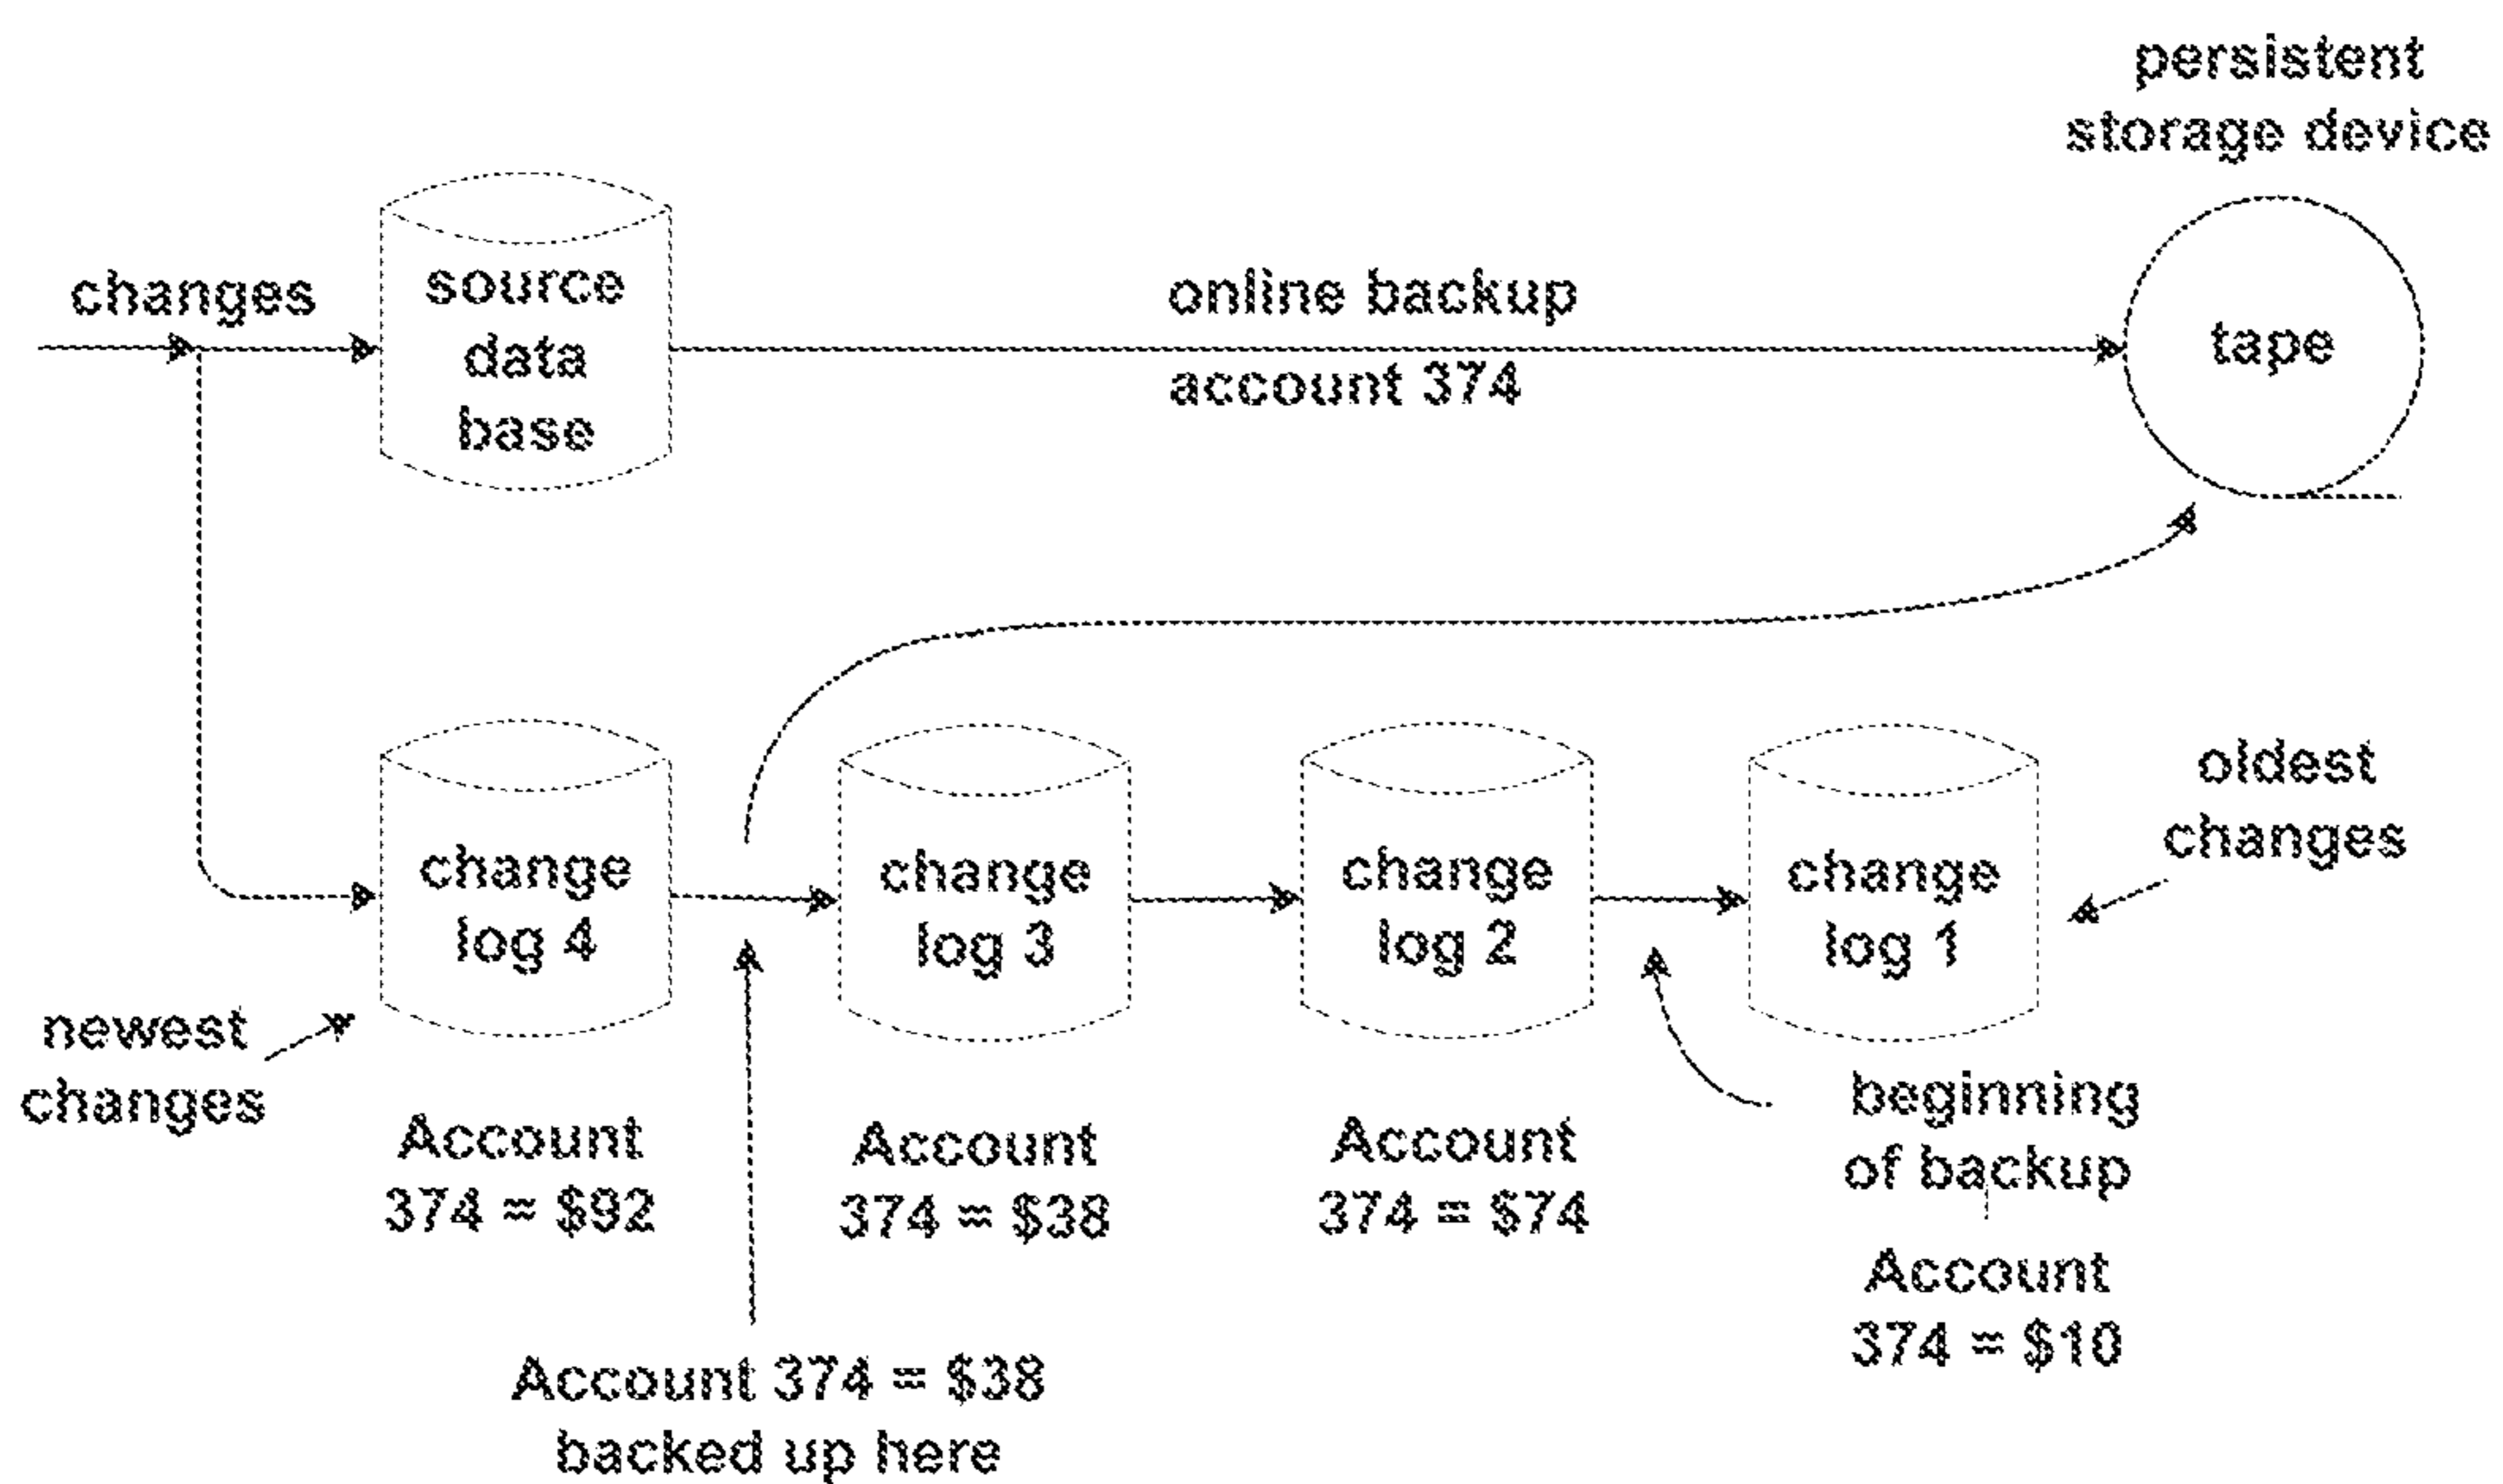 persistent
storage device
changes
source
data
base
online backup
account 374
tape
change
log 4
change
log 3
change
log 2
change
log 1
oldest
changes
newest
changes
Account
374 = $92
Account
374 = $38
Account
374 = $74
beginning
of backup
Account
374 = $10
Account 374 = $38
backed up here